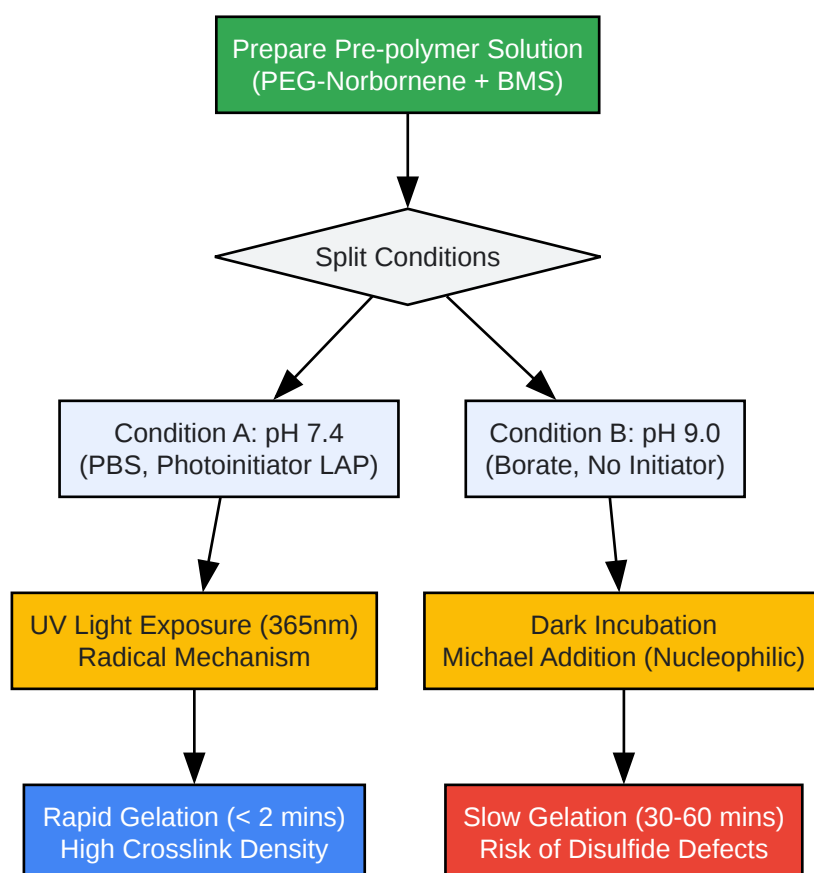 Prepare Pre-polymer Solution
(PEG-Norbornene + BMS)
Split Conditions
Condition A: pH 7.4
(PBS, Photoinitiator LAP)
Condition B: pH 9.0
(Borate, No Initiator)
UV Light Exposure (365nm)
Radical Mechanism
Dark Incubation
Michael Addition (Nucleophilic)
Rapid Gelation (< 2 mins)
High Crosslink Density
Slow Gelation (30-60 mins)
Risk of Disulfide Defects